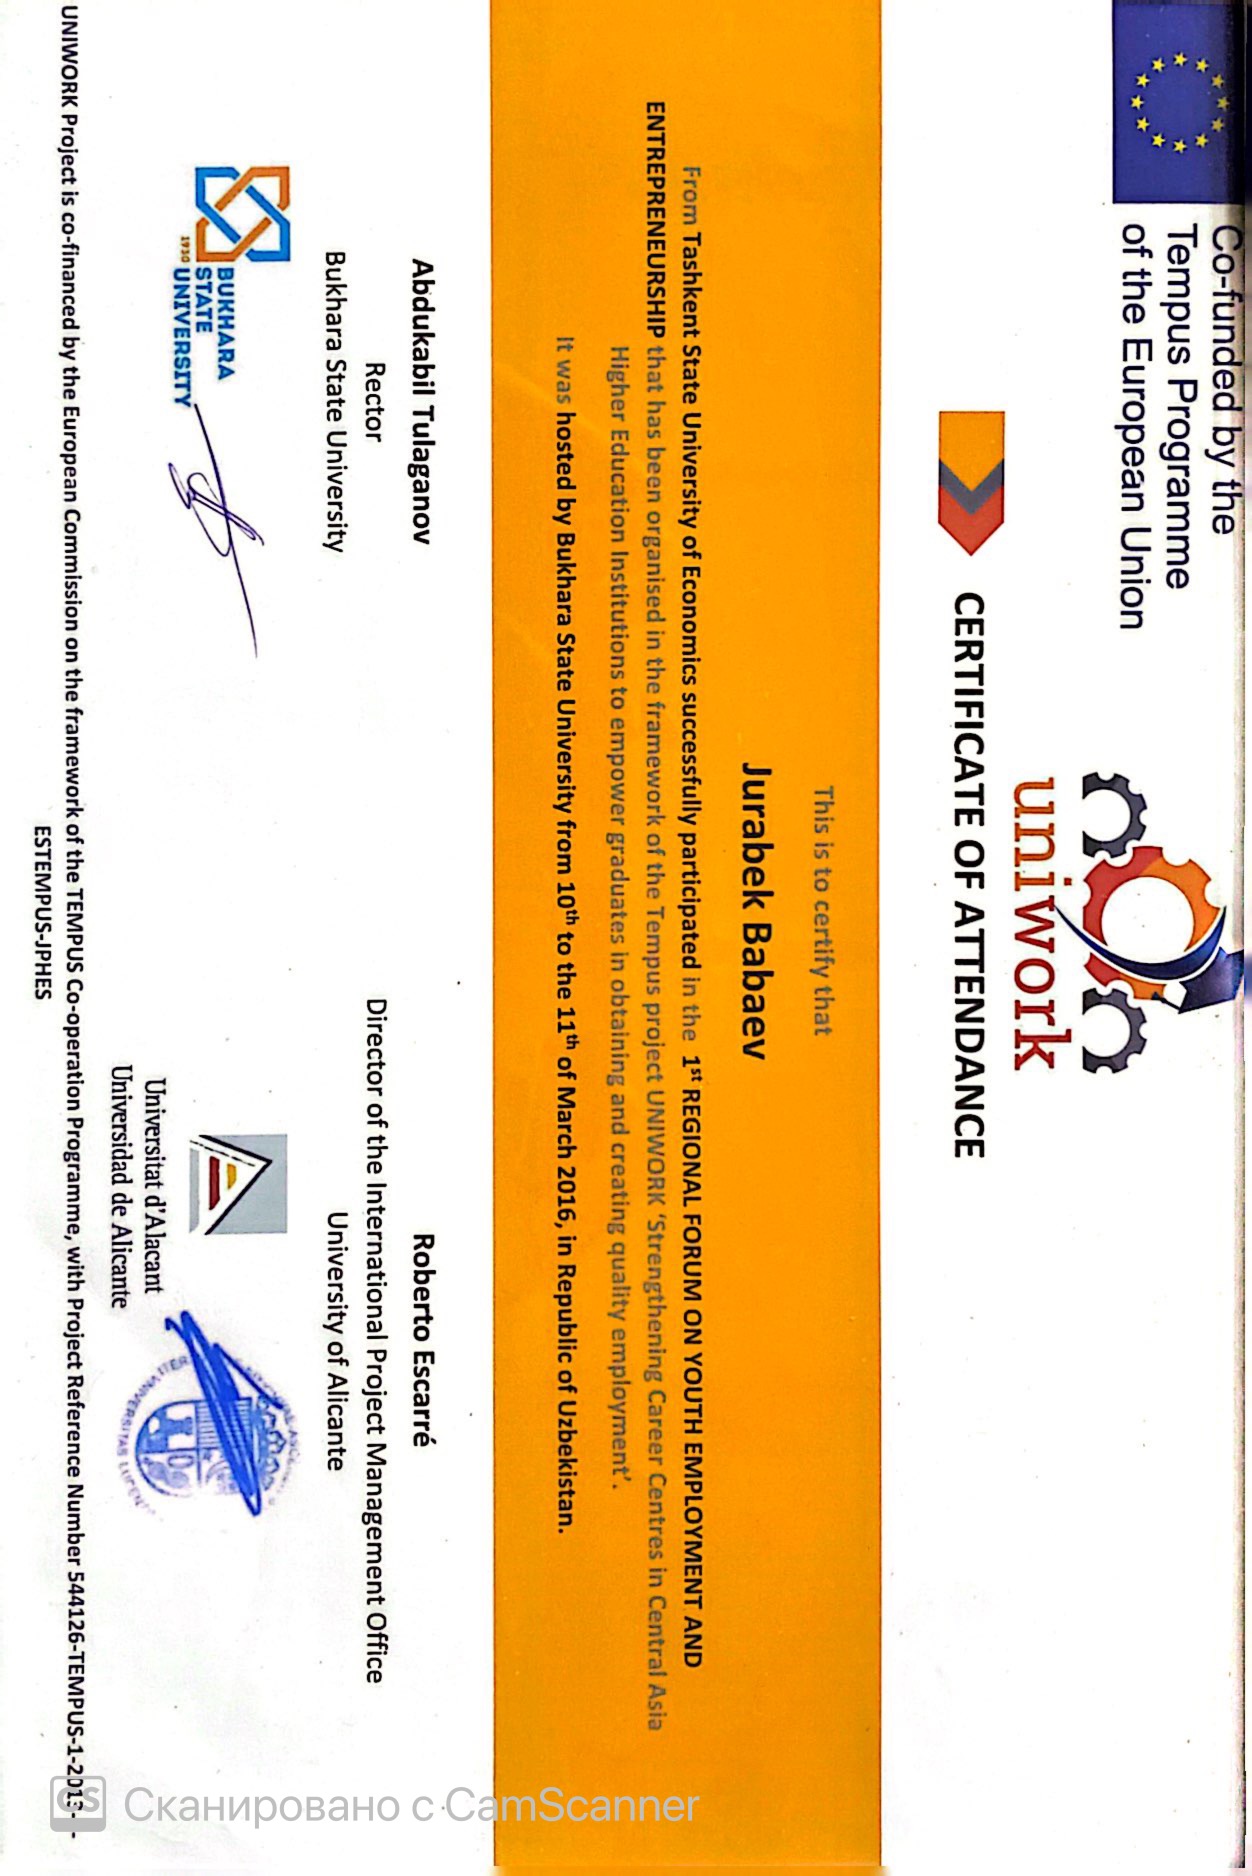 Co-funded by the
Tempus Programme
of the European Union
uniwork
CERTIFICATE OF ATTENDANCE
This is to certify that
Jurabek Babaev
From Tashkent State University of Economics successfully participated in the 1st REGIONAL FORUM ON YOUTH EMPLOYMENT AND
ENTREPRENEURSHIP that has been organised in the framework of the Tempus project UNIWORK 'Strengthening Career Centres in Central Asia
Higher Education Institutions to empower graduates in obtaining and creating quality employment'.
It was hosted by Bukhara State University from 10th to the 11th of March 2016, in Republic of Uzbekistan.
Abdukabil Tulaganov
Rector
Bukhara State University
BUKHARA
STATE
1930 UNIVERSITY
Roberto Escarré
Director of the International Project Management Office
University of Alicante
Universitat d'Alacant
Universidad de Alicante
UNIWORK Project is co-financed by the European Commission on the framework of the TEMPUS Co-operation Programme, with Project Reference Number 544126-TEMPUS-1-2013-1-
ESTEMPUS-JPHES
CS Сканировано с CamScanner